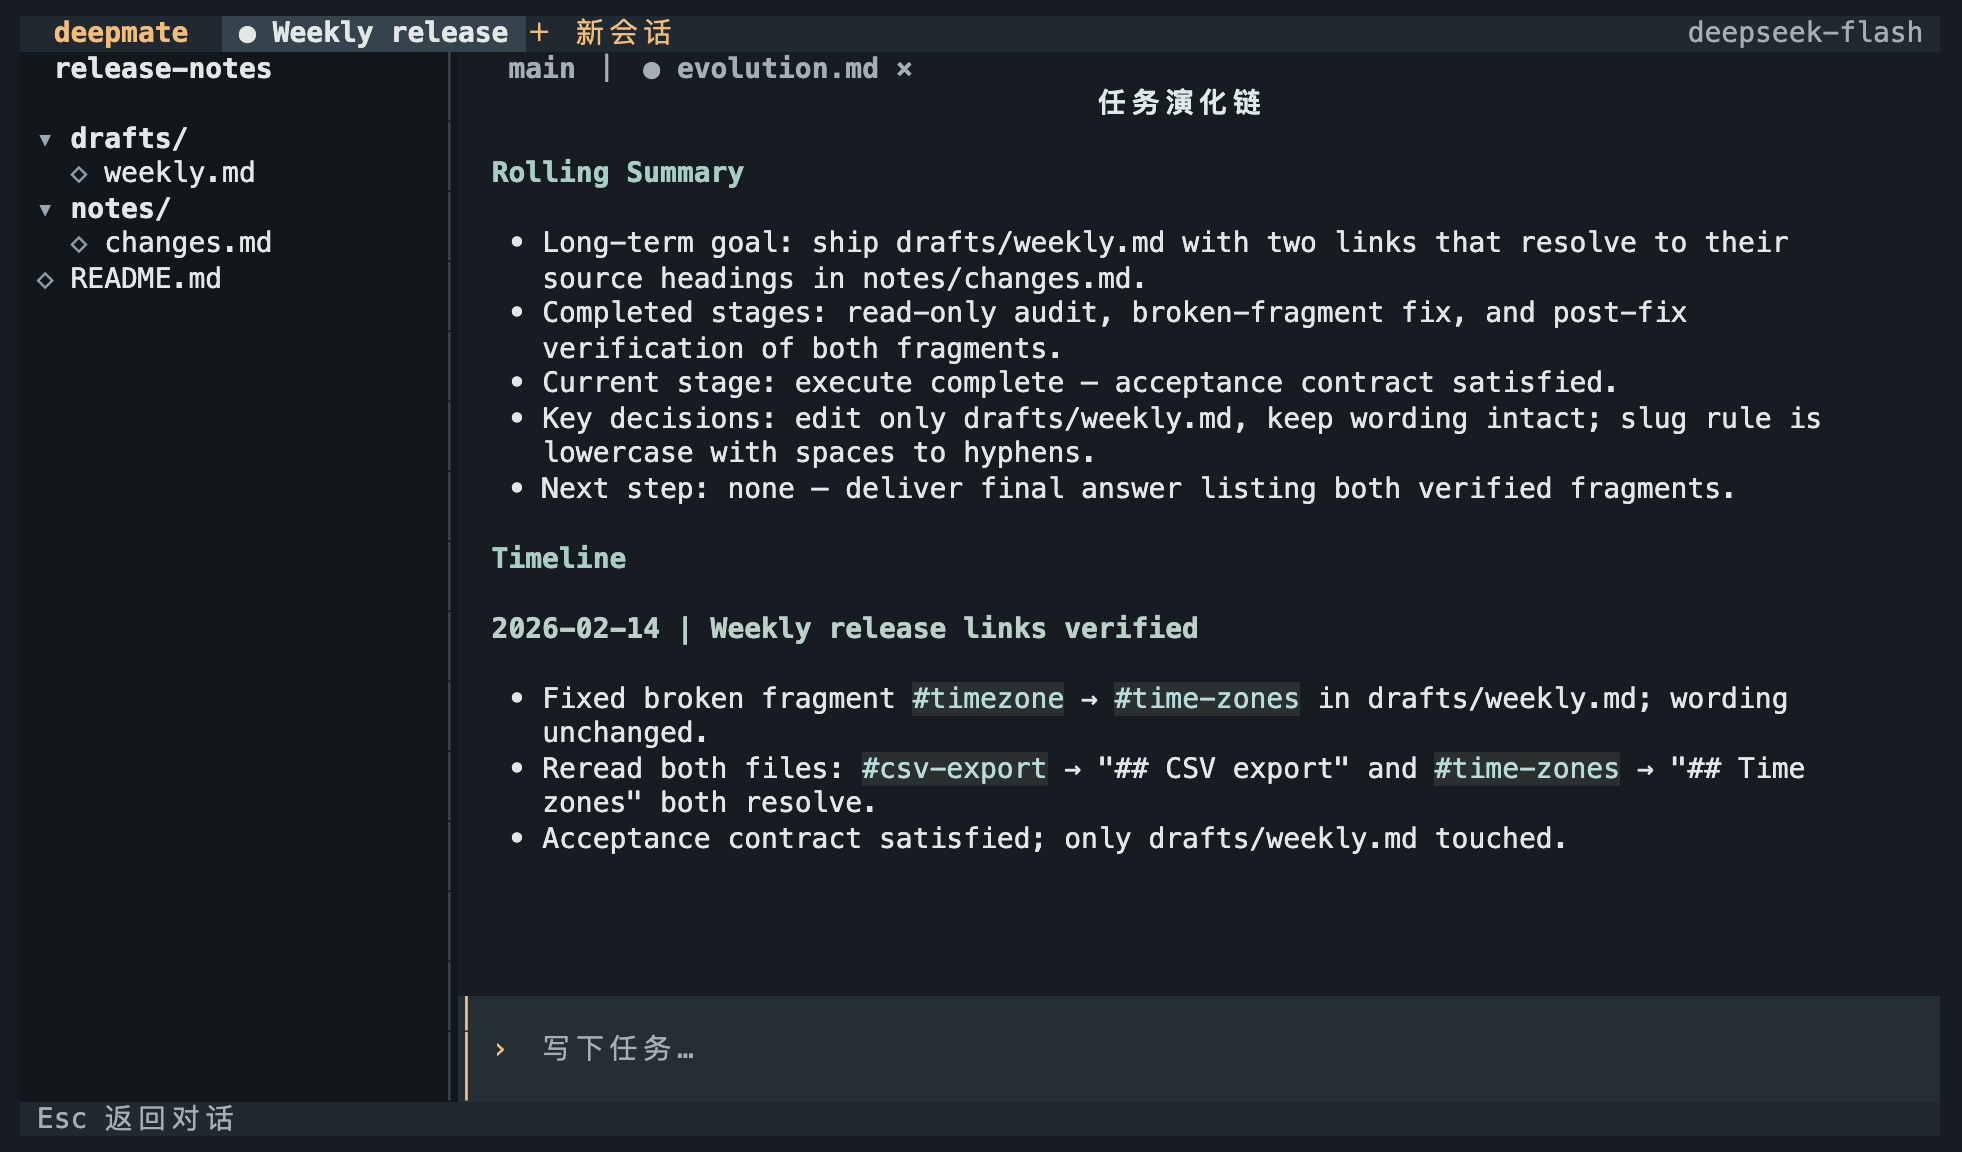 deepmate ● Weekly release + 新会话 deepseek-flash
release-notes
▾ drafts/
◇ weekly.md
▾ notes/
◇ changes.md
◇ README.md
main | ● evolution.md ×
任务演化链
Rolling Summary
• Long-term goal: ship drafts/weekly.md with two links that resolve to their
source headings in notes/changes.md.
• Completed stages: read-only audit, broken-fragment fix, and post-fix
verification of both fragments.
• Current stage: execute complete — acceptance contract satisfied.
• Key decisions: edit only drafts/weekly.md, keep wording intact; slug rule is
lowercase with spaces to hyphens.
• Next step: none — deliver final answer listing both verified fragments.
Timeline
2026-02-14 | Weekly release links verified
• Fixed broken fragment #timezone → #time-zones in drafts/weekly.md; wording
unchanged.
• Reread both files: #csv-export → "## CSV export" and #time-zones → "## Time
zones" both resolve.
• Acceptance contract satisfied; only drafts/weekly.md touched.
› 写下任务…
Esc 返回对话